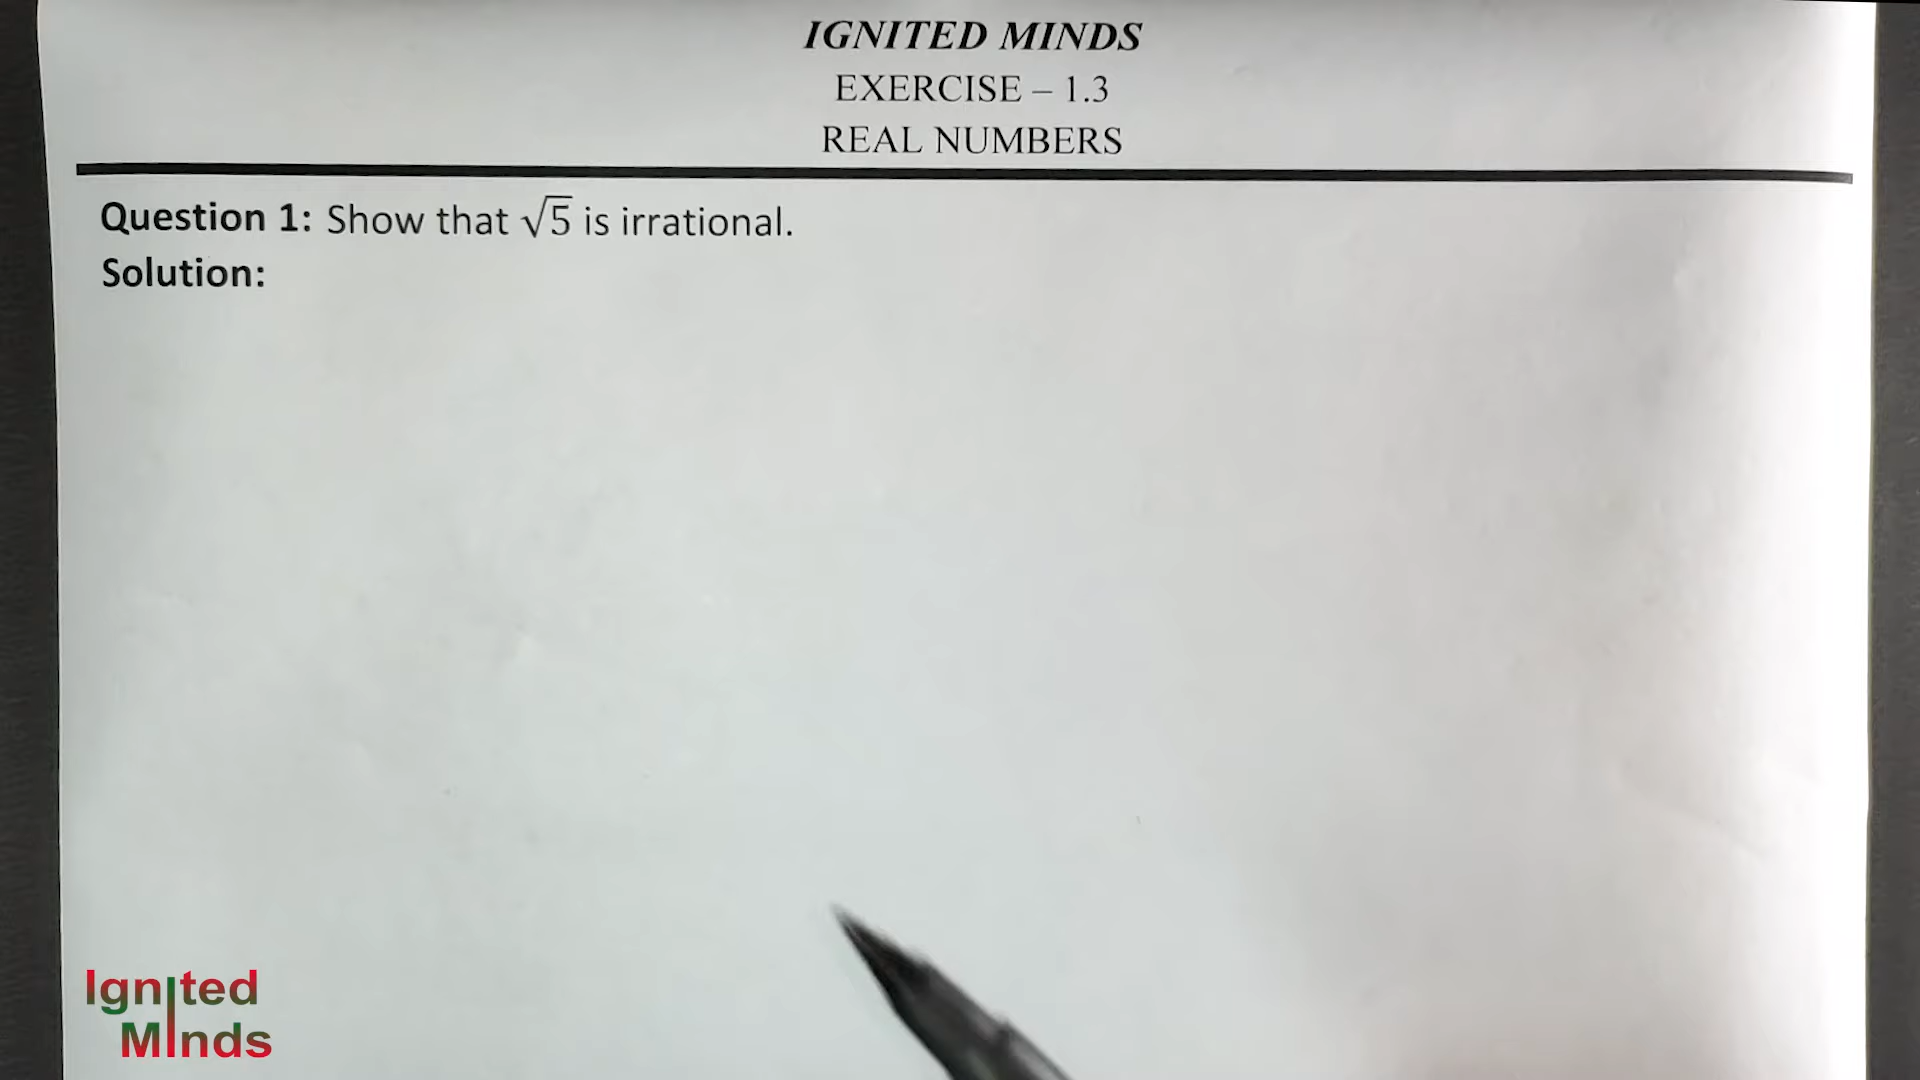 IGNITED MINDS
EXERCISE – 1.3
REAL NUMBERS
Question 1: Show that √5 is irrational.
Solution:
Ignited
Minds